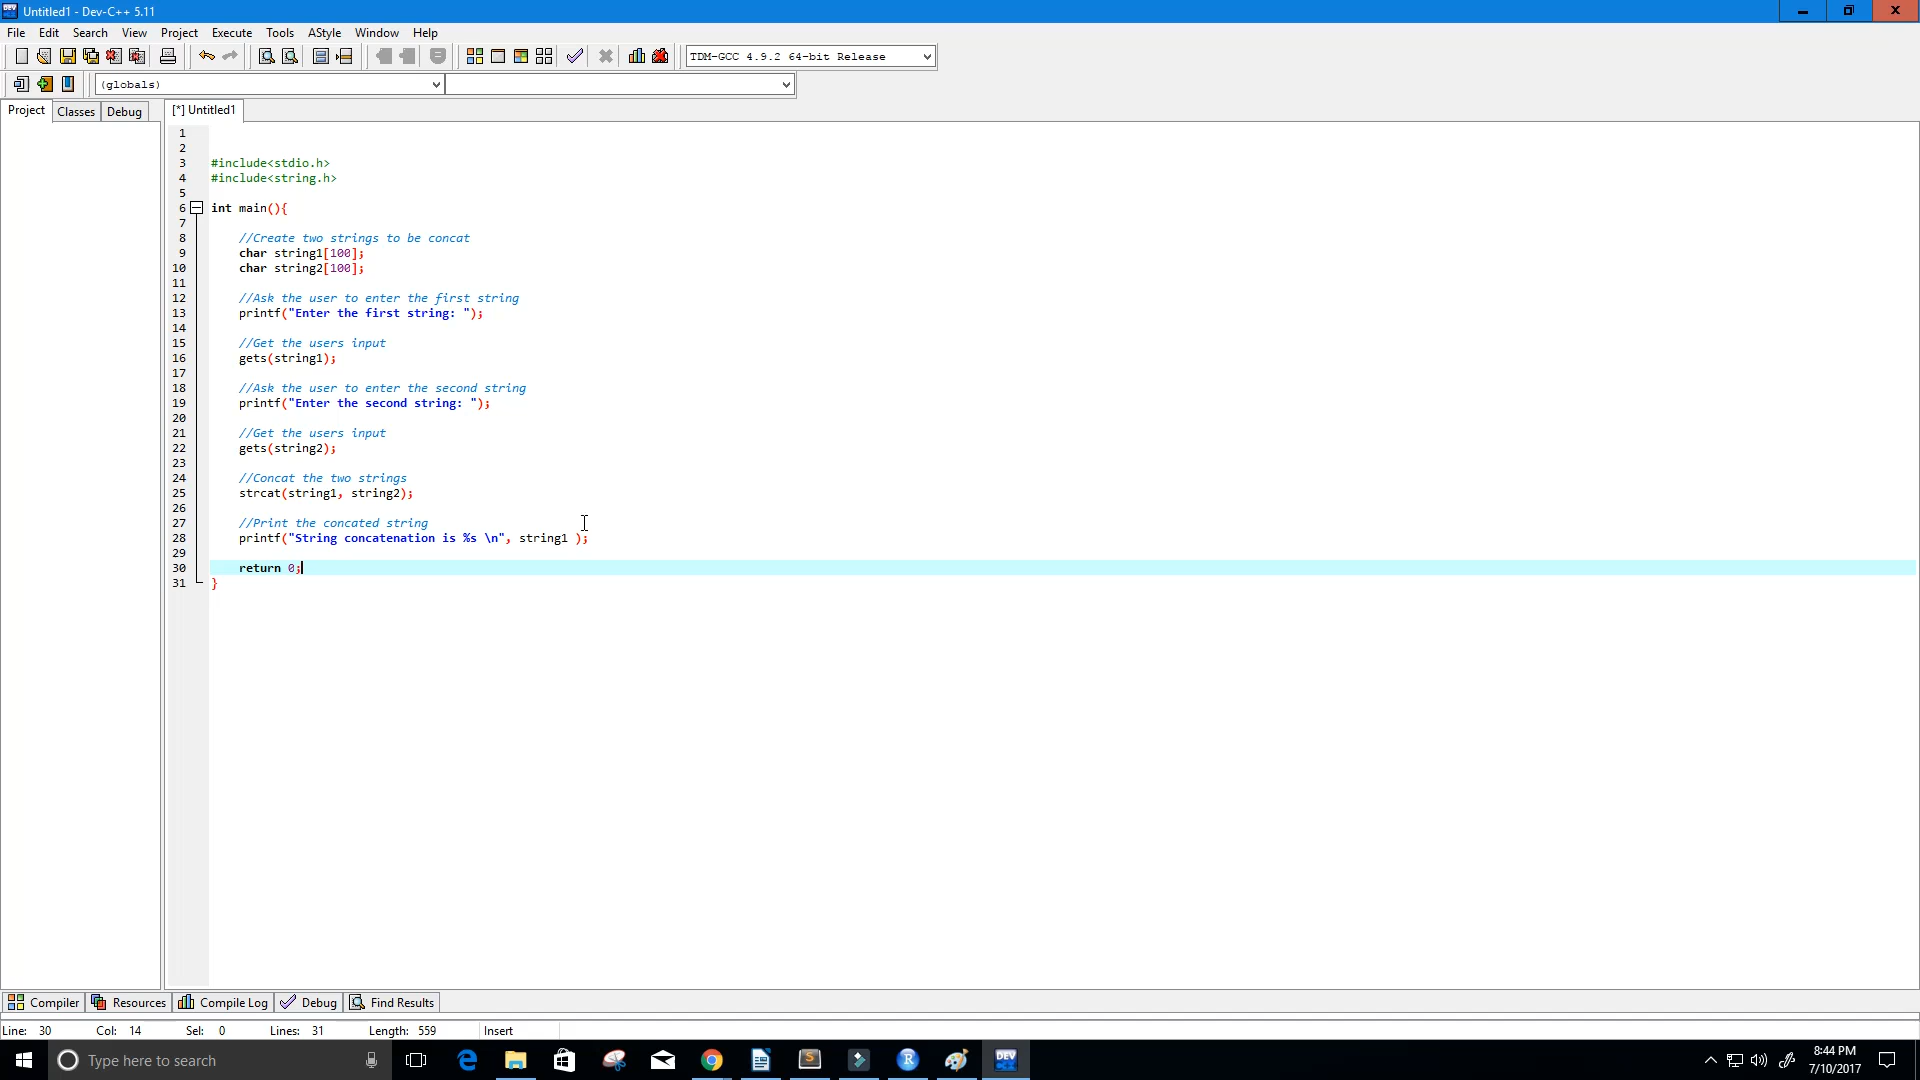 Untitled1 - Dev-C++ 5.11
File Edit Search View Project Execute Tools AStyle Window Help
TDM-GCC 4.9.2 64-bit Release
(globals)
Project Classes Debug [*] Untitled1
1
2
3 #include<stdio.h>
4 #include<string.h>
5
6 int main(){
7
8 //Create two strings to be concat
9 char string1[100];
10 char string2[100];
11
12 //Ask the user to enter the first string
13 printf("Enter the first string: ");
14
15 //Get the users input
16 gets(string1);
17
18 //Ask the user to enter the second string
19 printf("Enter the second string: ");
20
21 //Get the users input
22 gets(string2);
23
24 //Concat the two strings
25 strcat(string1, string2);
26
27 //Print the concated string
28 printf("String concatenation is %s \n", string1 );
29
30 return 0;
31 }
Compiler Resources Compile Log Debug Find Results
Line: 30 Col: 14 Sel: 0 Lines: 31 Length: 559 Insert
Type here to search
S
R
DEV
8:44 PM
7/10/2017